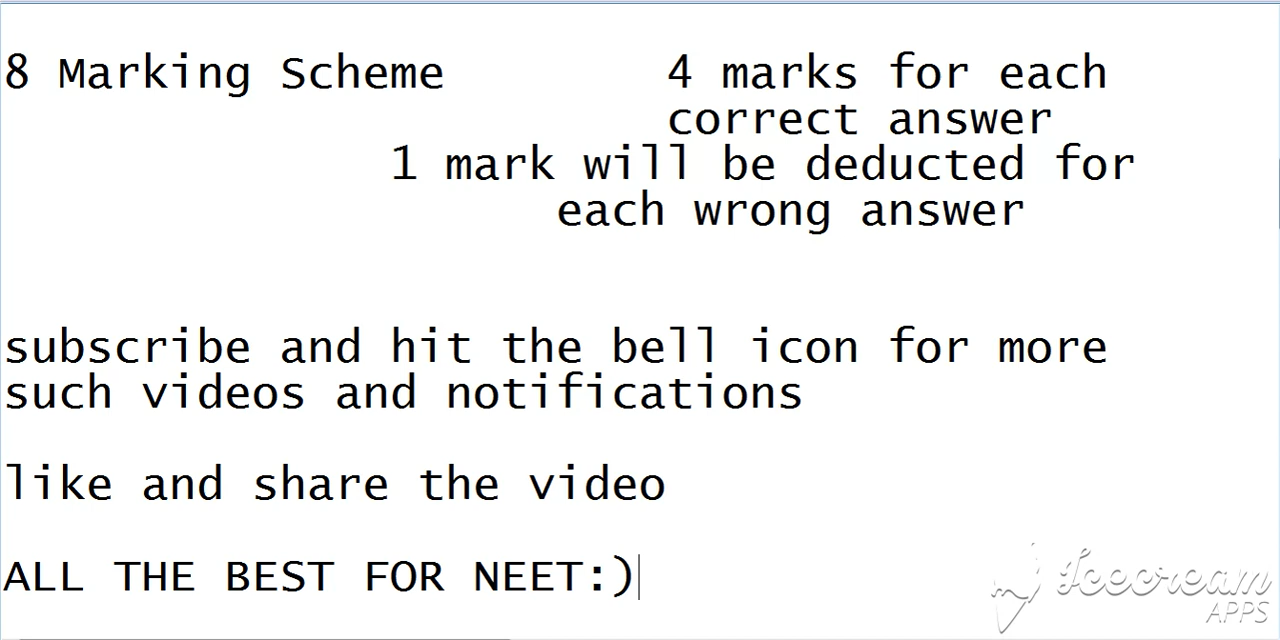 8 Marking Scheme 4 marks for each
correct answer
1 mark will be deducted for
each wrong answer
subscribe and hit the bell icon for more
such videos and notifications
like and share the video
ALL THE BEST FOR NEET:)
Icecream
APPS